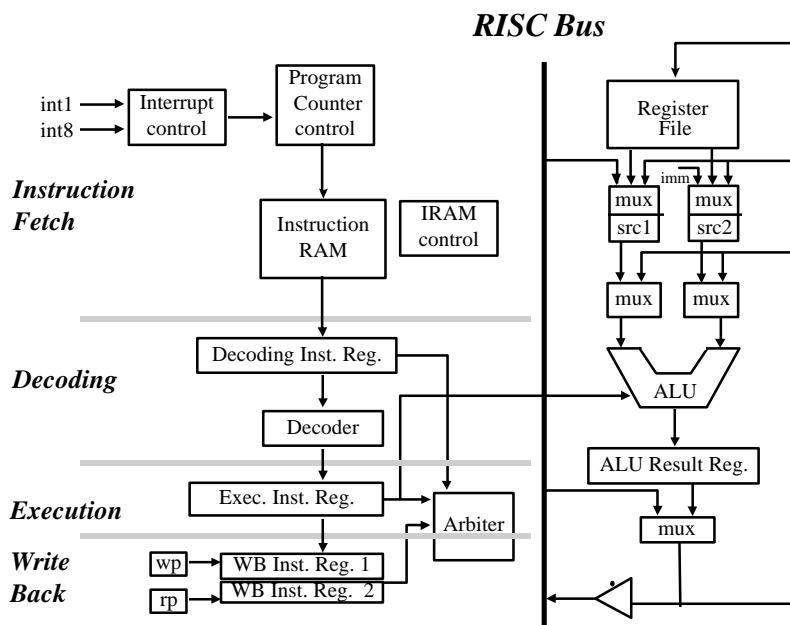 RISC Bus
int1
int8
Interrupt
control
Program
Counter
control
Instruction
Fetch
Instruction
RAM
IRAM
control
Decoding
Decoding Inst. Reg.
Decoder
Execution
Exec. Inst. Reg.
Arbiter
Write
Back
wp
rp
WB Inst. Reg. 1
WB Inst. Reg. 2
Register
File
imm
mux
src1
mux
src2
mux
mux
ALU
ALU Result Reg.
mux